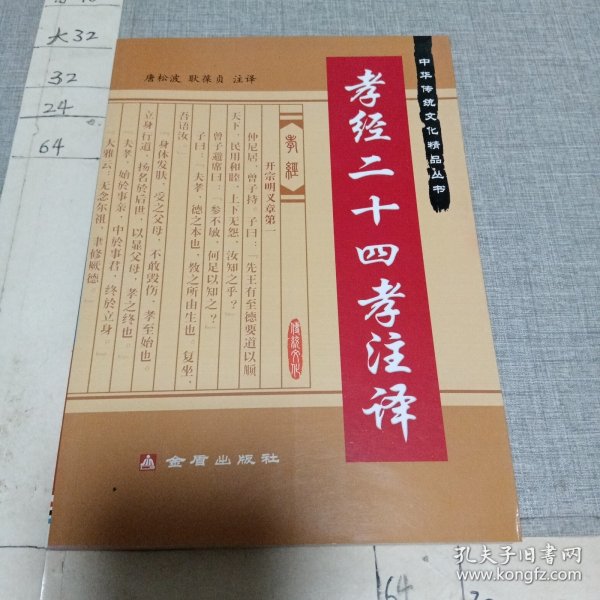 大32
32
24
64
唐松波 耿葆贞 注译
中华传统文化精品丛书
孝经二十四孝注译
孝經
开宗明义章第一
仲尼居，曾子持。子曰：「先王有至德要道以顺
天下，民用和睦，上下无怨，汝知之乎？」
曾子避席曰：「参不敏，何足以知之？」
子曰：「夫孝，德之本也，教之所由生也。复坐，
吾语汝。
「身体发肤，受之父母，不敢毁伤，孝至始也。
立身行道，扬名於后世，以显父母，孝之终也。
「夫孝，始於事亲，中於事君，终於立身。
大雅云：无念尔祖，聿修厥德。」
传统文化
金盾出版社
64
孔夫子旧书网
www.kongfz.com